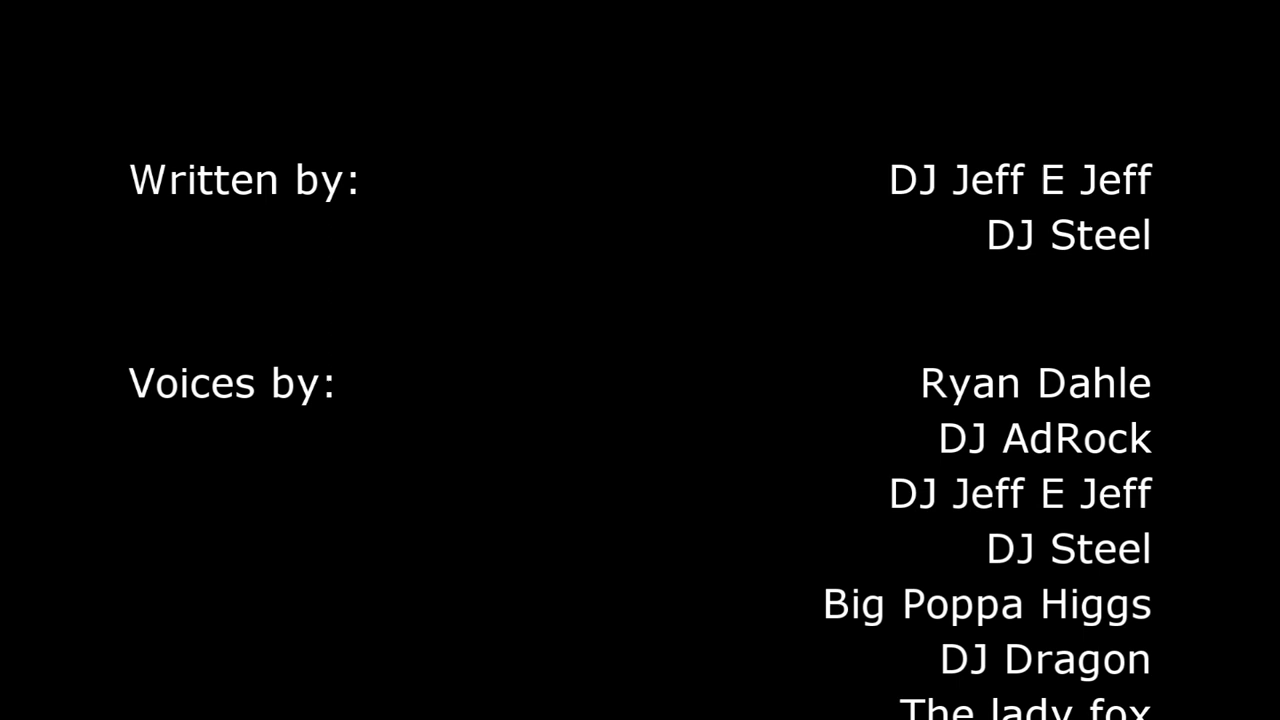 Written by: DJ Jeff E Jeff
DJ Steel
Voices by: Ryan Dahle
DJ AdRock
DJ Jeff E Jeff
DJ Steel
Big Poppa Higgs
DJ Dragon
The lady fox